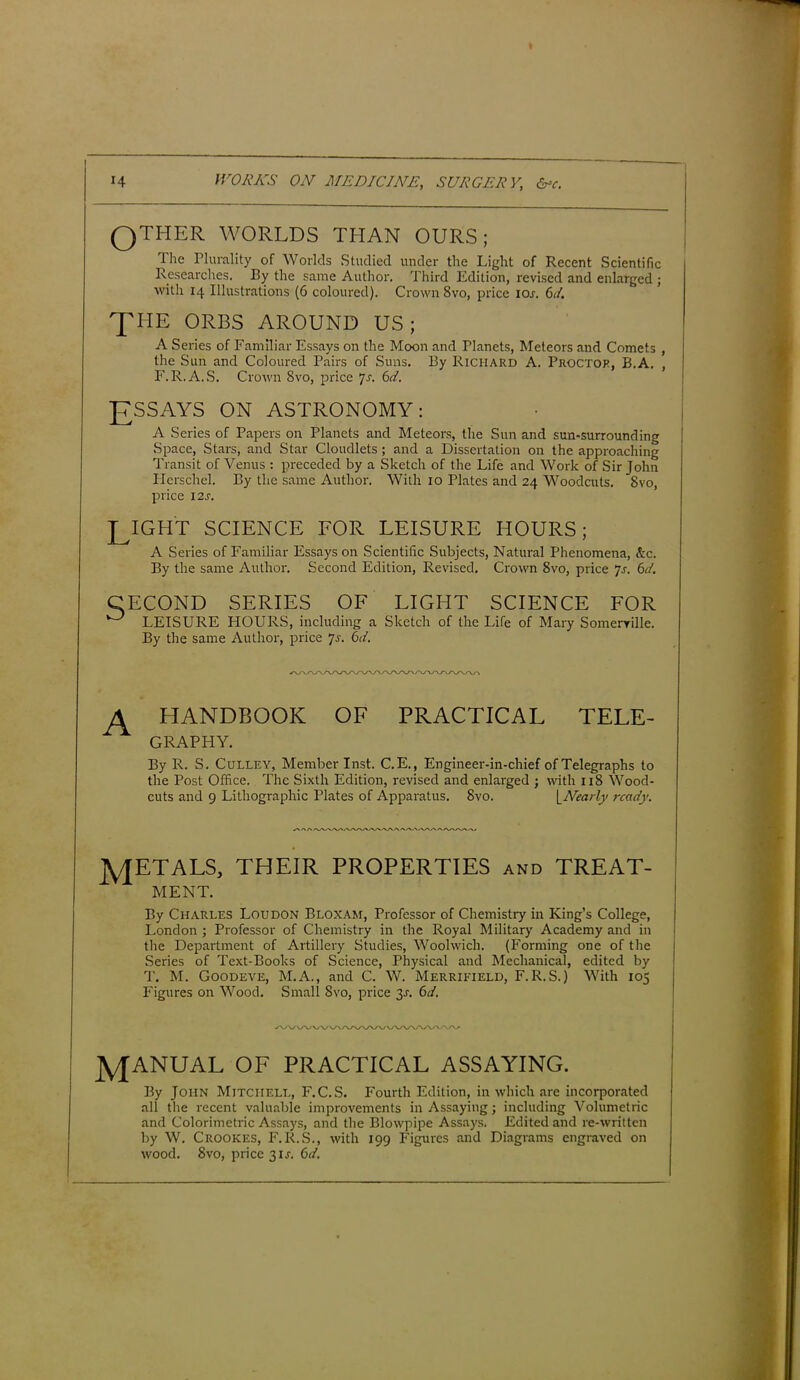 14 WORKS ON MEDICINE, SURGERY, &c.
OTHER WORLDS THAN OURS;
The Plurality of Worlds Studied under the Light of Recent Scientific
Researches. By the same Author. Third Edition, revised and enlarged ;
with 14 Illustrations (6 coloured). Crown 8vo, price 10s. 6d.
THE ORBS AROUND US;
A Series of Familiar Essays on the Moon and Planets, Meteors and Comets ,
the Sun and Coloured Pairs of Suns. By RICHARD A. PROCTOR, B.A. ,
F.R.A.S. Crown 8vo, price 7s. 6d.
ESSAYS ON ASTRONOMY:
A Series of Papers on Planets and Meteors, the Sun and sun-surrounding
Space, Stars, and Star Cloudlets ; and a Dissertation on the approaching
Transit of Venus : preceded by a Sketch of the Life and Work of Sir John
Herschel. By the same Author. With 10 Plates and 24 Woodcuts. 8vo,
price 12s.
LIGHT SCIENCE FOR LEISURE HOURS;
A Series of Familiar Essays on Scientific Subjects, Natural Phenomena, &c.
By the same Author. Second Edition, Revised. Crown 8vo, price 7s. 6d.
SECOND SERIES OF LIGHT SCIENCE FOR
LEISURE HOURS, including a Sketch of the Life of Mary Somerville.
By the same Author, price 7s. 6d.
A HANDBOOK OF PRACTICAL TELE-
GRAPHY.
By R. S. CULLEY, Member Inst. C.E., Engineer-in-chief of Telegraphs to
the Post Office. The Sixth Edition, revised and enlarged ; with 118 Wood-
cuts and 9 Lithographic Plates of Apparatus. 8vo. [Nearly ready.
METALS, THEIR PROPERTIES AND TREAT-
MENT.
By CHARLES LOUDON BLOXAM, Professor of Chemistry in King's College,
London ; Professor of Chemistry in the Royal Military Academy and in
the Department of Artillery Studies, Woolwich. (Forming one of the
Series of Text-Books of Science, Physical and Mechanical, edited by
T. M. GOODEVE, M.A., and C. W. MERRIFIELD, F.R.S.) With 105
Figures on Wood. Small 8vo, price 3s. 6d.
MANUAL OF PRACTICAL ASSAYING.
By JOHN MITCHELL, F.C.S. Fourth Edition, in which are incorporated
all the recent valuable improvements in Assaying ; including Volumetric
and Colorimetric Assays, and the Blowpipe Assays. Edited and re-written
by W. CROOKES, F.R.S., with 199 Figures and Diagrams engraved on
wood. 8vo, price 31s. 6d.